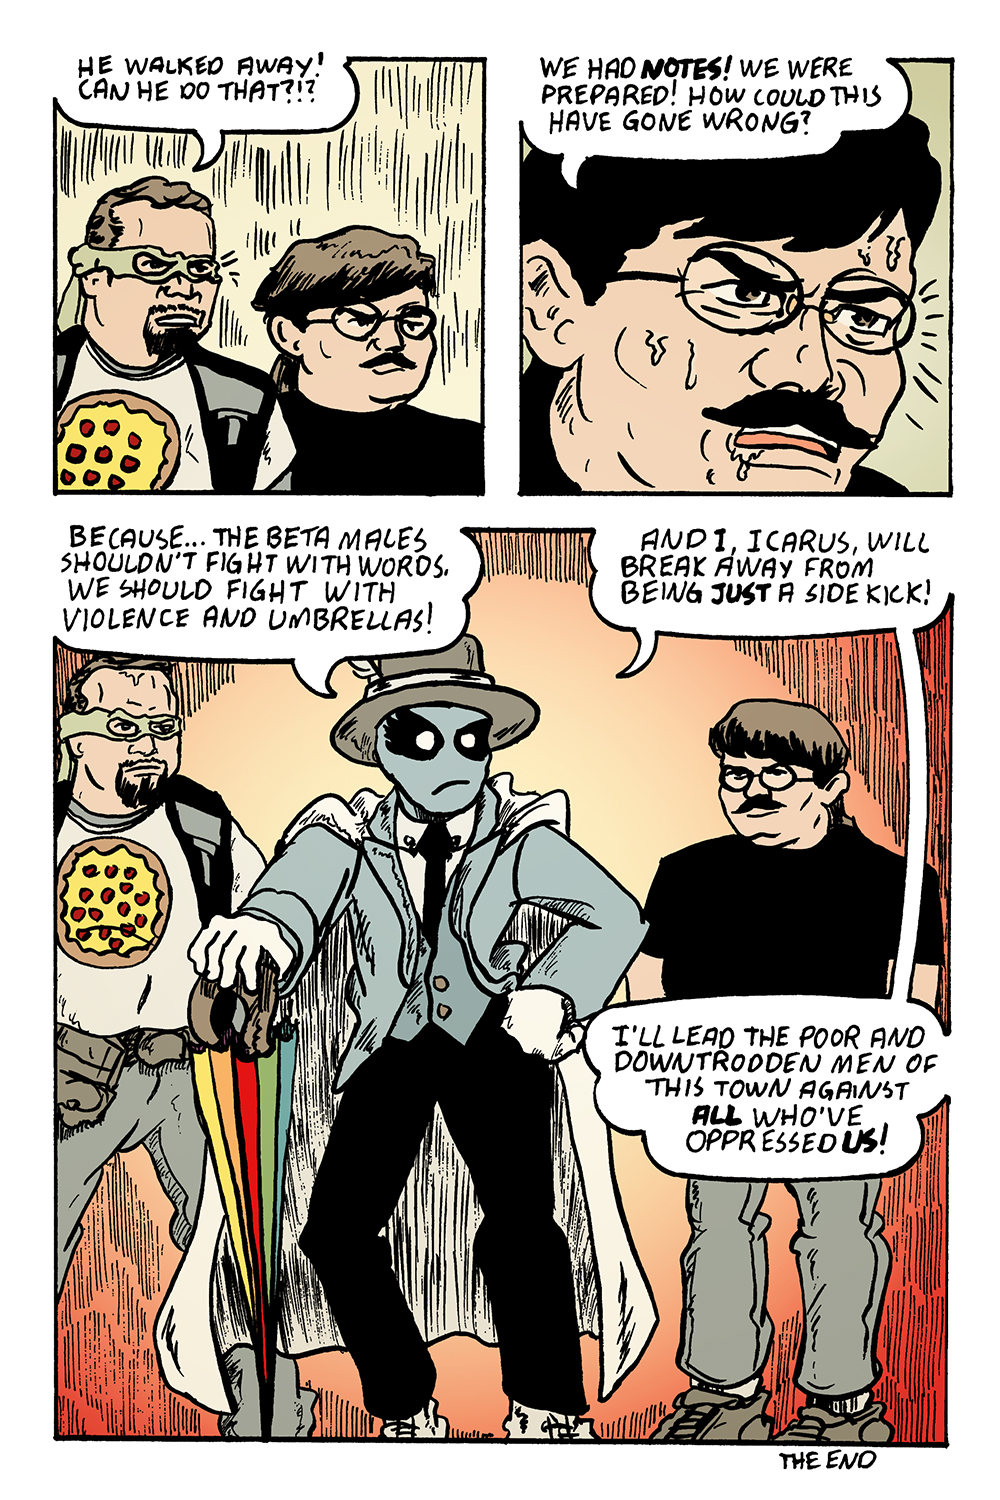 HE WALKED AWAY!
CAN HE DO THAT?!?
WE HAD NOTES! WE WERE
PREPARED! HOW COULD THIS
HAVE GONE WRONG?
BECAUSE... THE BETA MALES
SHOULDN'T FIGHT WITH WORDS.
WE SHOULD FIGHT WITH
VIOLENCE AND UMBRELLAS!
AND I, ICARUS, WILL
BREAK AWAY FROM
BEING JUST A SIDE KICK!
I'LL LEAD THE POOR AND
DOWNTRODDEN MEN OF
THIS TOWN AGAINST
ALL WHO'VE
OPPRESSED US!
THE END